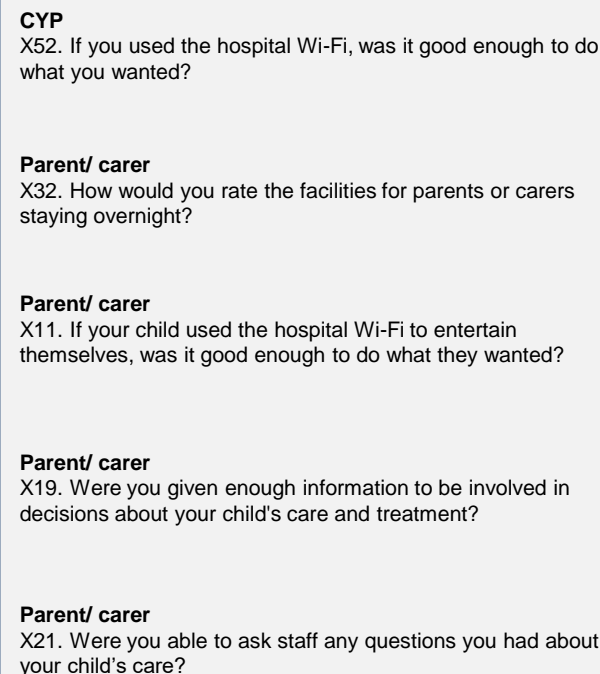 CYP
X52. If you used the hospital Wi-Fi, was it good enough to do
what you wanted?
Parent/ carer
X32. How would you rate the facilities for parents or carers
staying overnight?
Parent/ carer
X11. If your child used the hospital Wi-Fi to entertain
themselves, was it good enough to do what they wanted?
Parent/ carer
X19. Were you given enough information to be involved in
decisions about your child's care and treatment?
Parent/ carer
X21. Were you able to ask staff any questions you had about
your child’s care?